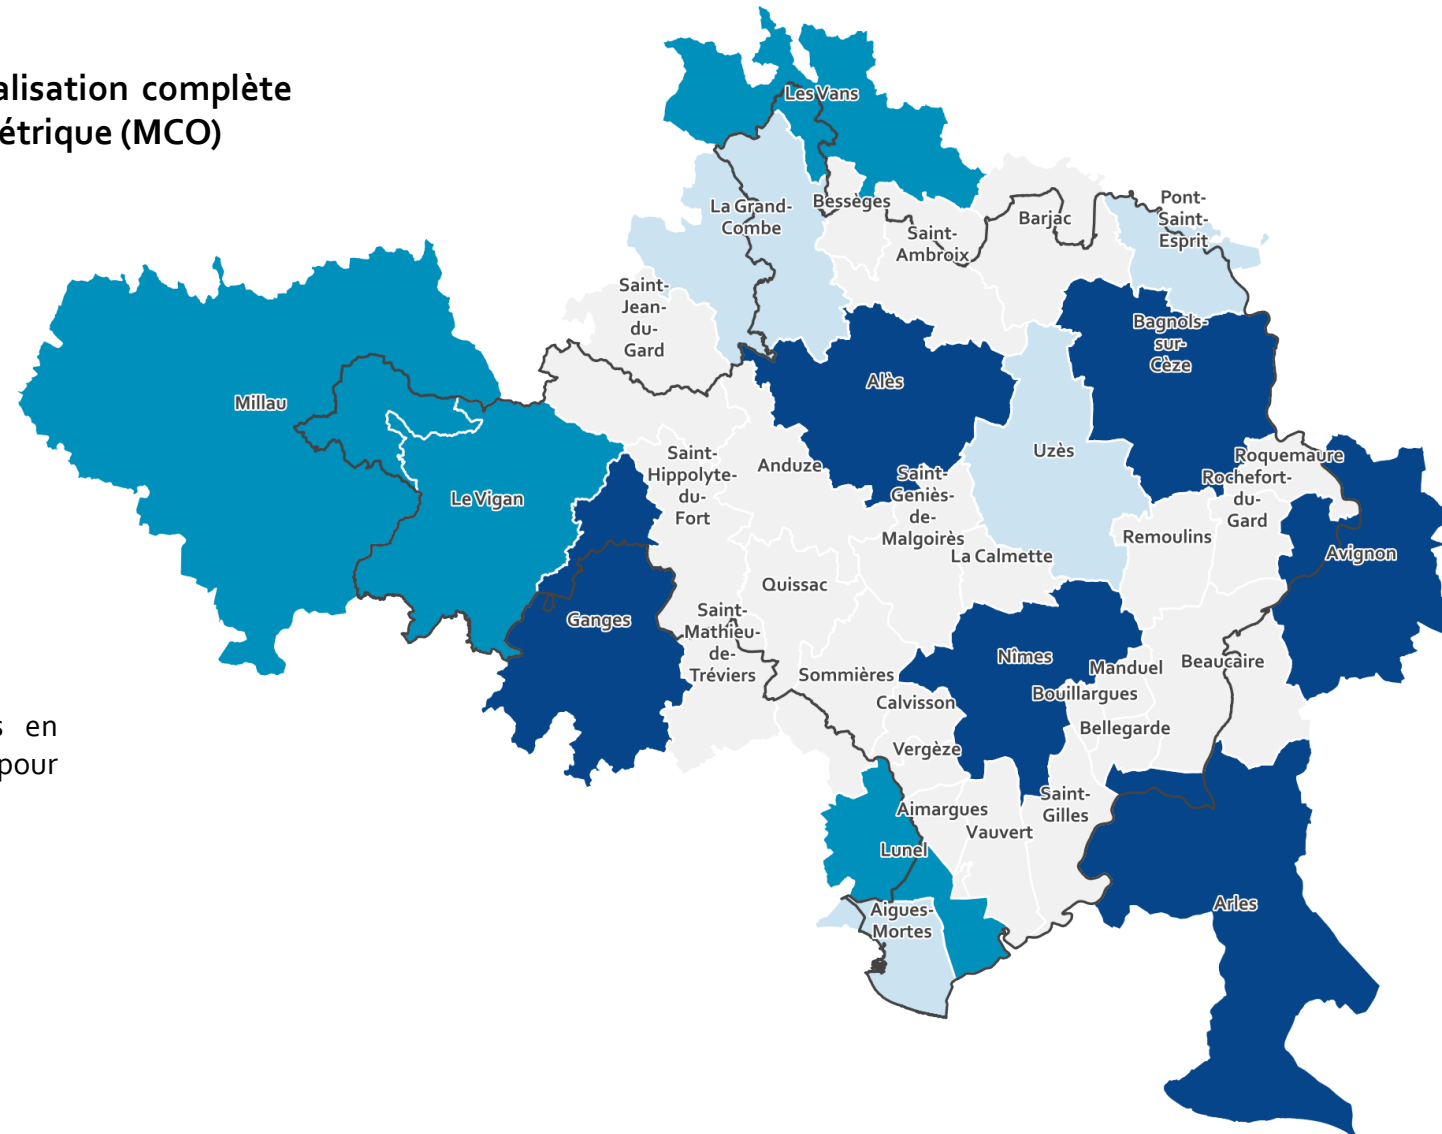 alisation complète
étrique (MCO)
Les Vans
La Grand-
Combe
Bessèges
Saint-
Ambroix
Barjac
Pont-
Saint-
Esprit
Saint-
Jean-
du-
Gard
Bagnols-
sur-
Cèze
Alès
Millau
Le Vigan
Saint-
Hippolyte-
du-
Fort
Anduze
Saint-
Geniès-
de-
Malgoirès
Uzès
Roquemaure
Rochefort-
du-
Gard
Remoulins
Avignon
La Calmette
Quissac
Ganges
Saint-
Mathieu-
de-
Tréviers
Sommières
Nîmes
Manduel
Beaucaire
Bouillargues
Calvisson
Bellegarde
Vergèze
s en
pour
Aimargues
Vauvert
Saint-
Gilles
Lunel
Aigues-
Mortes
Arles